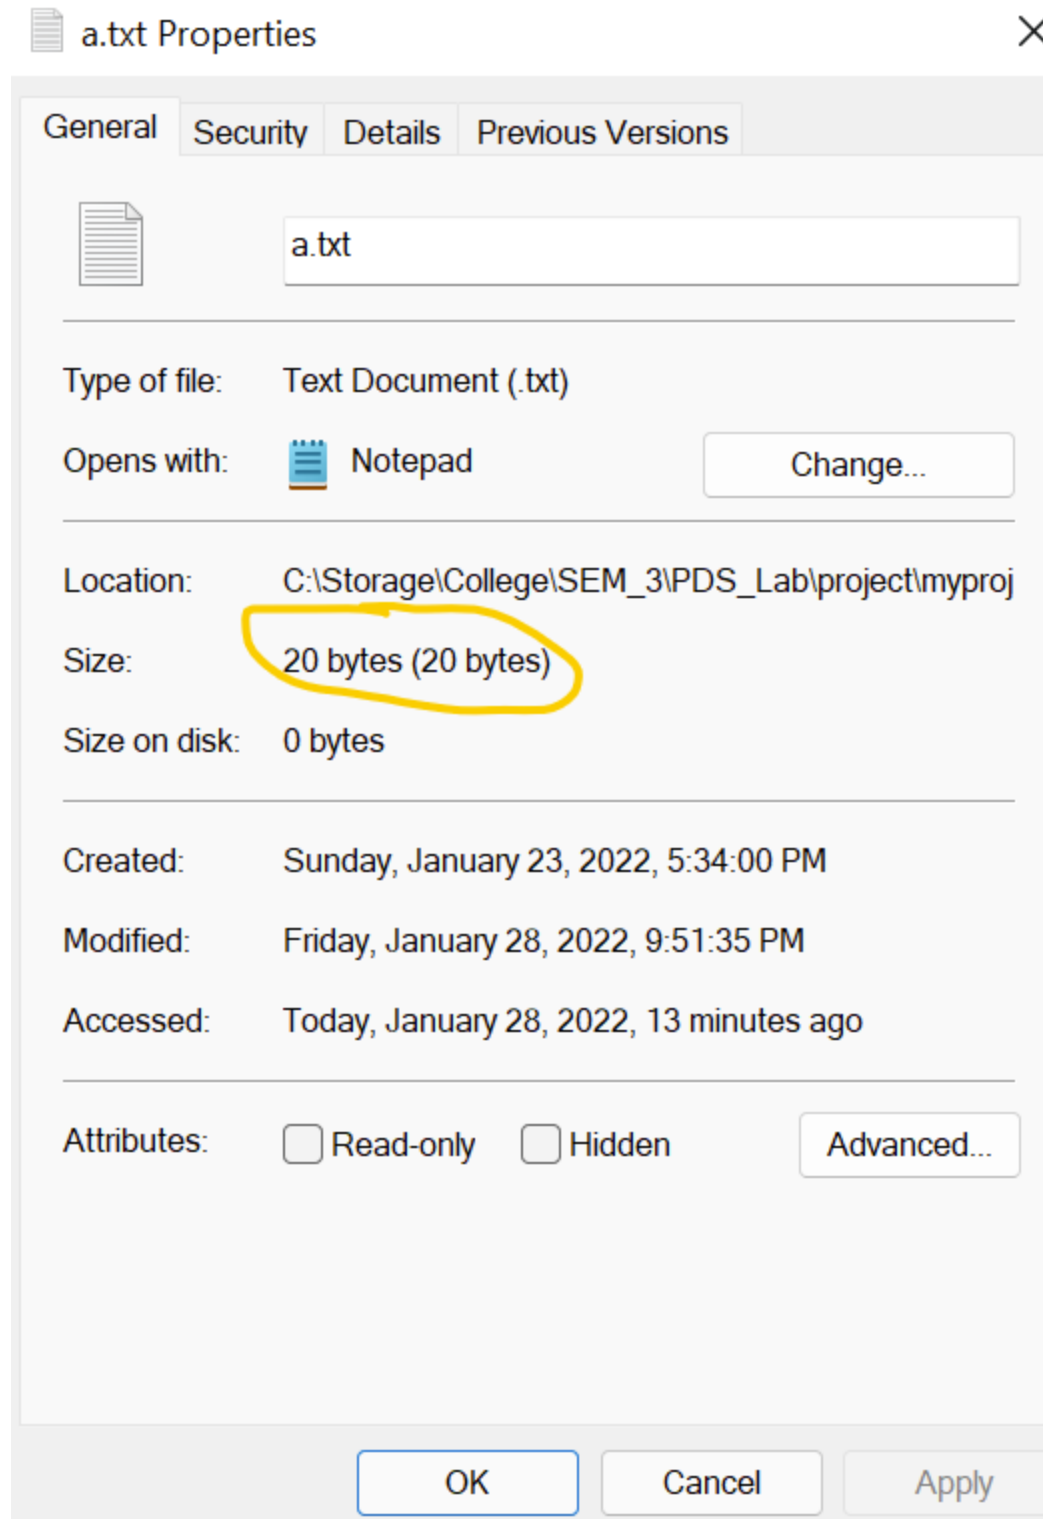 a.txt Properties
General Security Details Previous Versions
a.txt
Type of file: Text Document (.txt)
Opens with: Notepad Change...
Location: C:\Storage\College\SEM_3\PDS_Lab\project\myproj
Size: 20 bytes (20 bytes)
Size on disk: 0 bytes
Created: Sunday, January 23, 2022, 5:34:00 PM
Modified: Friday, January 28, 2022, 9:51:35 PM
Accessed: Today, January 28, 2022, 13 minutes ago
Attributes: Read-only Hidden Advanced...
OK Cancel Apply